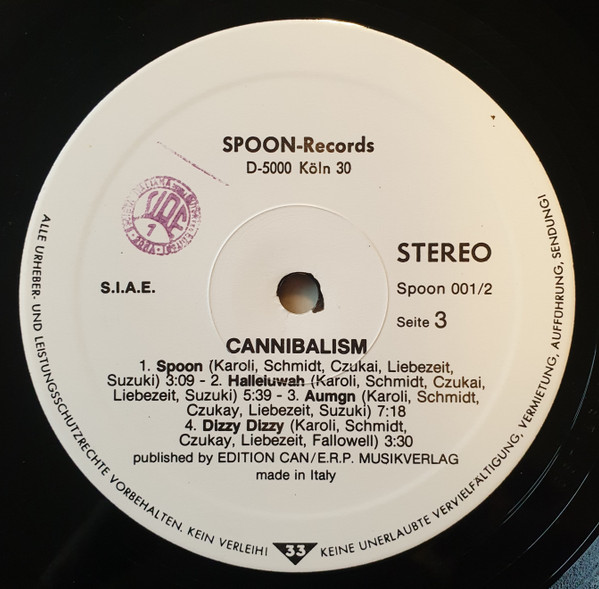 SPOON-Records
D-5000 Köln 30
SIAE
1
STEREO
S.I.A.E.
Spoon 001/2
Seite 3
CANNIBALISM
1. Spoon (Karoli, Schmidt, Czukai, Liebezeit,
Suzuki) 3:09 - 2. Halleluwah (Karoli, Schmidt, Czukai,
Liebezeit, Suzuki) 5:39 - 3. Aumgn (Karoli, Schmidt,
Czukay, Liebezeit, Suzuki) 7:18
4. Dizzy Dizzy (Karoli, Schmidt,
Czukay, Liebezeit, Fallowell) 3:30
published by EDITION CAN/E.R.P. MUSIKVERLAG
made in Italy
ALLE URHEBER- UND LEISTUNGSSCHUTZRECHTE VORBEHALTEN. KEIN VERLEIH! KEINE UNERLAUBTE VERVIELFÄLTIGUNG, VERMIETUNG, AUFFÜHRUNG, SENDUNG!
33